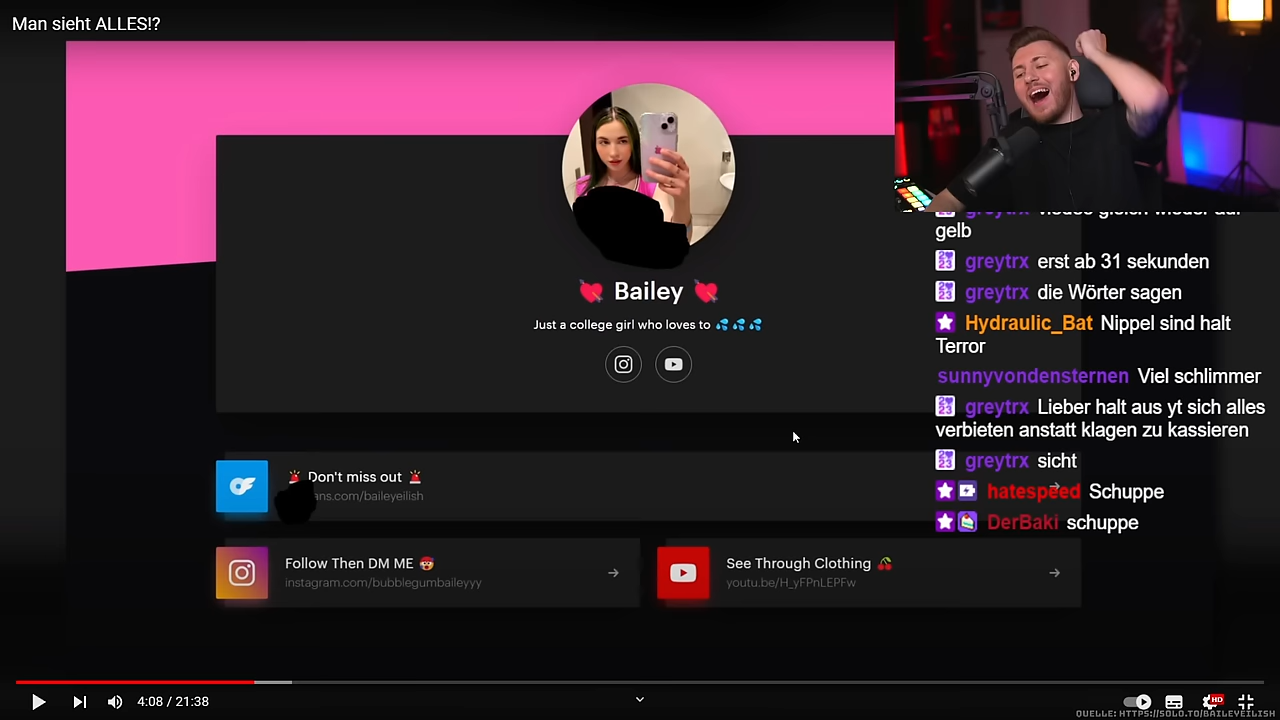 Man sieht ALLES!?
Bailey
Just a college girl who loves to
Don't miss out
ans.com/baileyeilish
Follow Then DM ME
instagram.com/bubblegumbaileyyy
See Through Clothing
youtu.be/H_yFPnLEPFw
gelb
greytrx erst ab 31 sekunden
greytrx die Wörter sagen
Hydraulic_Bat Nippel sind halt
Terror
sunnyvondensternen Viel schlimmer
greytrx Lieber halt aus yt sich alles
verbieten anstatt klagen zu kassieren
greytrx sicht
hatespeed Schuppe
DerBaki schuppe
4:08 / 21:38
HD
QUELLE: HTTPS://SOLO.TO/BAILEYEILISH